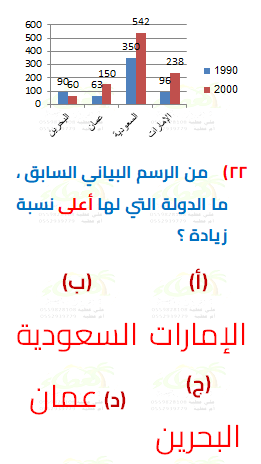 600
500
400
300
200
100
0
90
60
63
150
350
542
96
238
البحرين
عمان
السعودية
الإمارات
1990
2000
٢٢) من الرسم البياني السابق ،
ما الدولة التي لها أعلى نسبة
زيادة ؟
(أ) (ب)
الإمارات السعودية
(ج) (د) عمان
البحرين